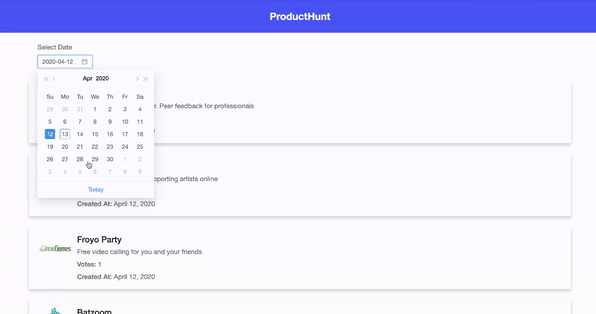 ProductHunt
Select Date
2020-04-12
Apr 2020
Su Mo Tu We Th Fr Sa
29 30 31 1 2 3 4
5 6 7 8 9 10 11
12 13 14 15 16 17 18
19 20 21 22 23 24 25
26 27 28 29 30 1 2
3 4 5 6 7 8 9
Today
r. Peer feedback for professionals
pporting artists online
Created At: April 12, 2020
InnoGames
Froyo Party
Free video calling for you and your friends
Votes: 1
Created At: April 12, 2020
Batzoom